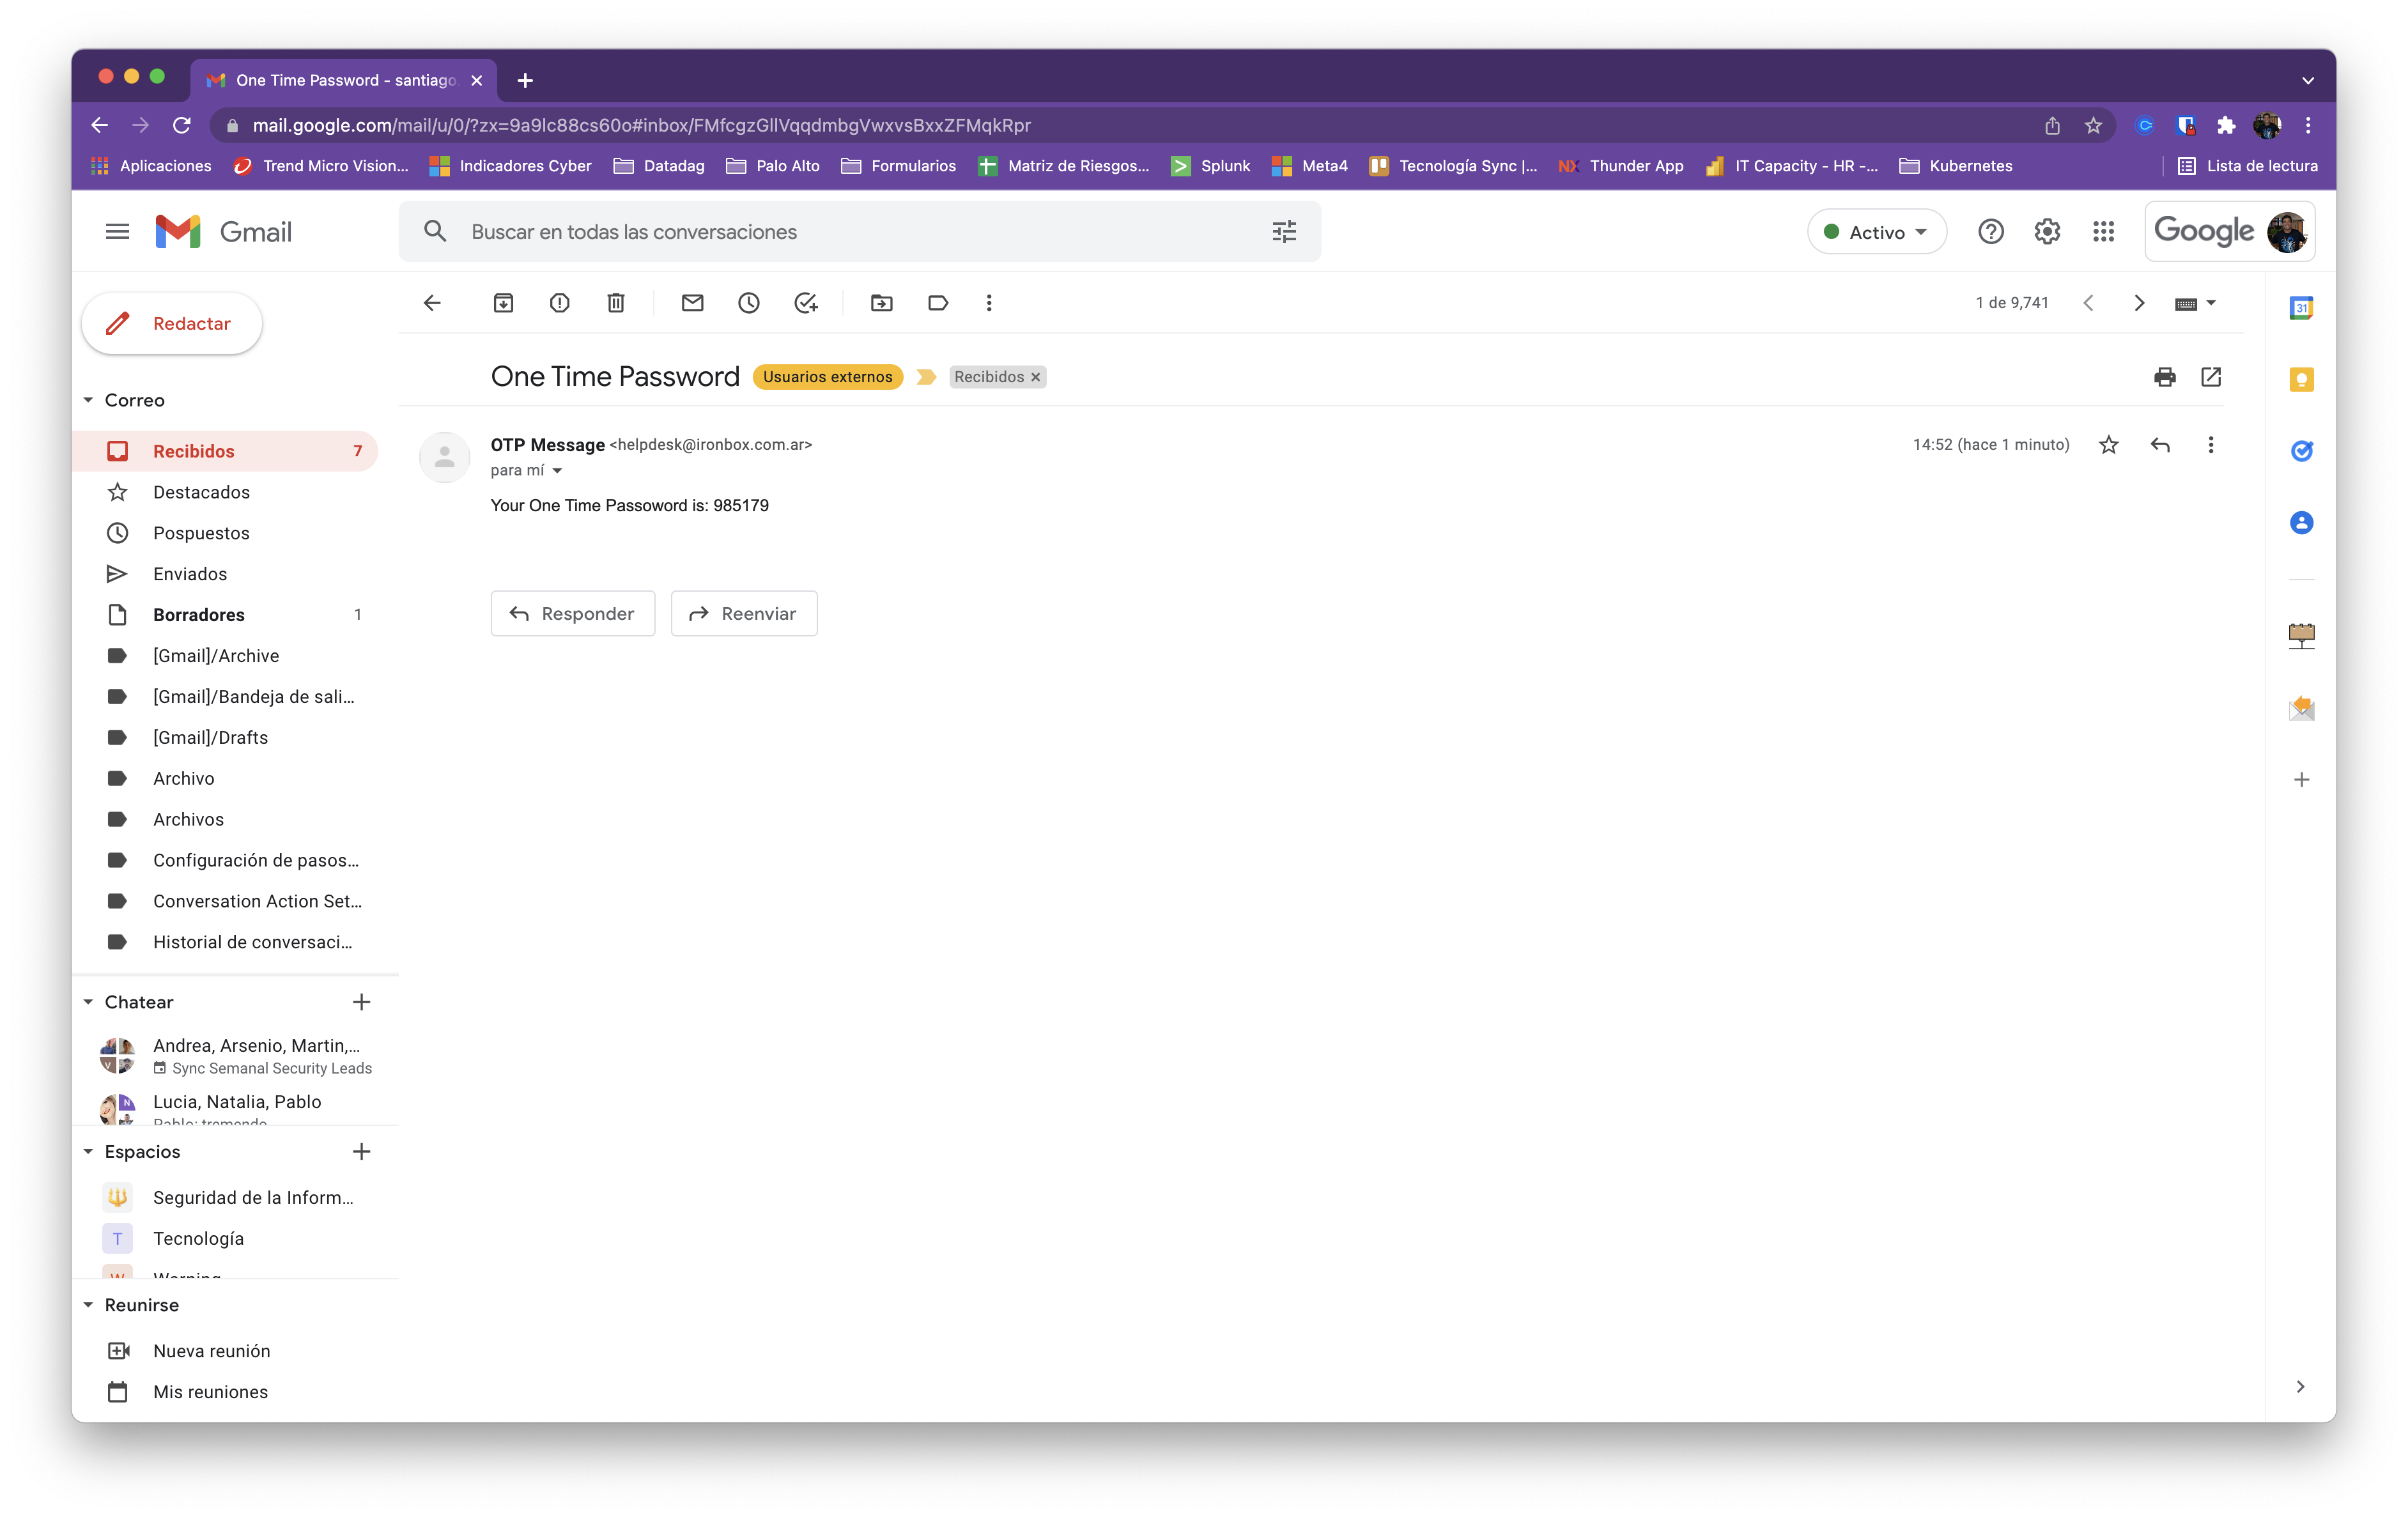 One Time Password - santiago.
mail.google.com/mail/u/0/?zx=9a9lc88cs60o#inbox/FMfcgzGllVqqdmbgVwxvsBxxZFMqkRpr
Aplicaciones Trend Micro Vision... Indicadores Cyber Datadag Palo Alto Formularios Matriz de Riesgos... Splunk Meta4 Tecnología Sync |... NX Thunder App IT Capacity - HR -... Kubernetes Lista de lectura
Gmail Buscar en todas las conversaciones Activo Google
Redactar
1 de 9,741
31
One Time Password Usuarios externos Recibidos
Correo
OTP Message <helpdesk@ironbox.com.ar> 14:52 (hace 1 minuto)
Recibidos 7
para mí
Destacados
Your One Time Passoword is: 985179
Pospuestos
Enviados
Borradores 1
Responder Reenviar
[Gmail]/Archive
[Gmail]/Bandeja de sali...
[Gmail]/Drafts
Archivo
Archivos
Configuración de pasos...
Conversation Action Set...
Historial de conversaci...
Chatear
Andrea, Arsenio, Martin,...
V
Sync Semanal Security Leads
Lucia, Natalia, Pablo
N
Pablo: tremendo
Espacios
Seguridad de la Inform...
T Tecnología
W Warning
Reunirse
Nueva reunión
Mis reuniones